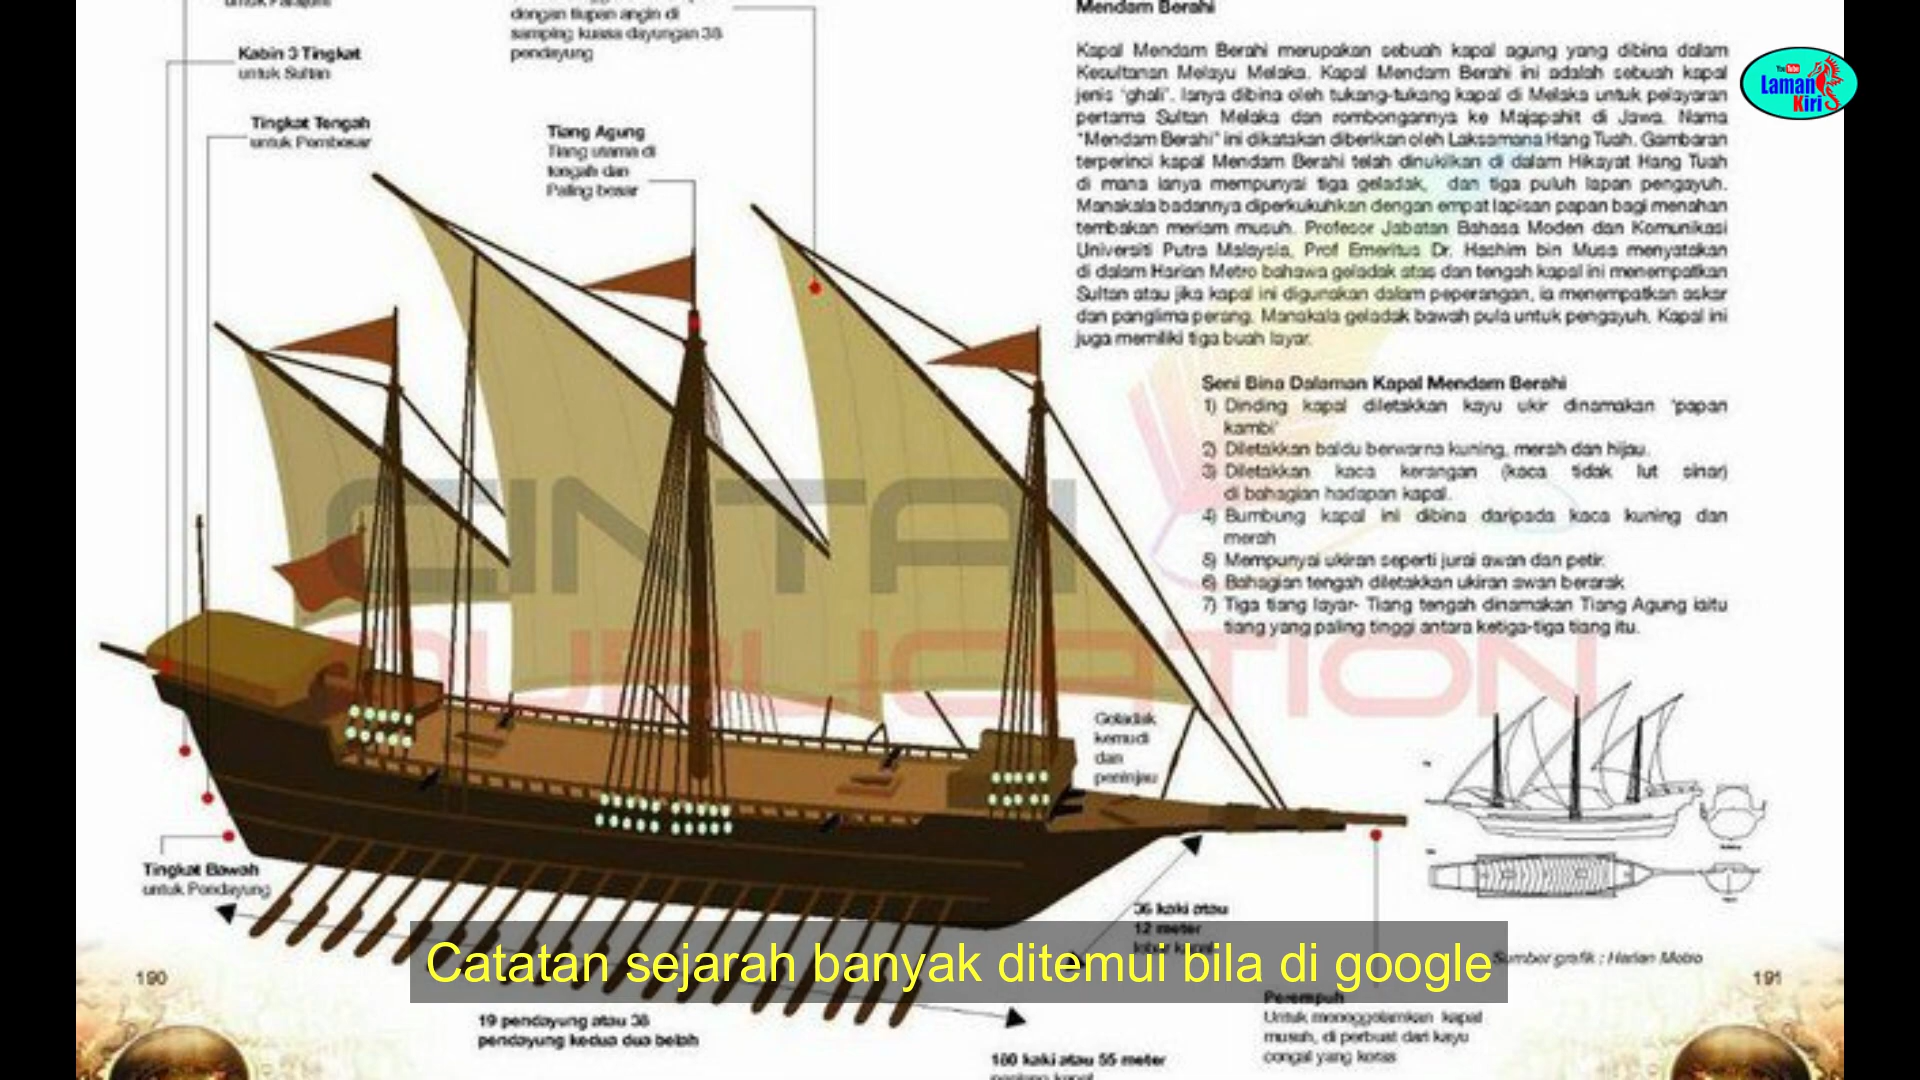 dengan tiupan angin di
samping kuasa dayungan 38
pendayung
Kabin 3 Tingkat
untuk Sultan
Tingkat Tengah
untuk Pembesar
Tiang Agung
Tiang utama di
tengah dan
Paling besar
Mendam Berahi
Kapal Mendam Berahi merupakan sebuah kapal agung yang dibina dalam
Kesultanan Melayu Melaka. Kapal Mendam Berahi ini adalah sebuah kapal
jenis 'ghali'. Ianya dibina oleh tukang-tukang kapal di Melaka untuk pelayaran
pertama Sultan Melaka dan rombongannya ke Majapahit di Jawa. Nama
"Mendam Berahi" ini dikatakan diberikan oleh Laksamana Hang Tuah. Gambaran
terperinci kapal Mendam Berahi telah dinukilkan di dalam Hikayat Hang Tuah
di mana ianya mempunyai tiga geladak, dan tiga puluh lapan pengayuh.
Manakala badannya diperkukuhkan dengan empat lapisan papan bagi menahan
tembakan meriam musuh. Profesor Jabatan Bahasa Moden dan Komunikasi
Universiti Putra Malaysia, Prof Emeritus Dr. Hashim bin Musa menyatakan
di dalam Harian Metro bahawa geladak atas dan tengah kapal ini menempatkan
Sultan atau jika kapal ini digunakan dalam peperangan, ia menempatkan askar
dan panglima perang. Manakala geladak bawah pula untuk pengayuh. Kapal ini
juga memiliki tiga buah layar.
Seni Bina Dalaman Kapal Mendam Berahi
1) Dinding kapal diletakkan kayu ukir dinamakan 'papan
kambi'
2) Diletakkan baldu berwarna kuning, merah dan hijau.
3) Diletakkan kaca kerangan (kaca tidak lut sinar)
di bahagian hadapan kapal.
4) Bumbung kapal ini dibina daripada kaca kuning dan
merah
5) Mempunyai ukiran seperti jurai awan dan petir.
6) Bahagian tengah diletakkan ukiran awan berarak
7) Tiga tiang layar- Tiang tengah dinamakan Tiang Agung iaitu
tiang yang paling tinggi antara ketiga-tiga tiang itu.
CINTAI
PUBLICATION
Geladak
kemudi
dan
peninjau
Tingkat Bawah
untuk Pendayung
36 kaki atau
12 meter
lebar kapal
Catatan sejarah banyak ditemui bila di google
Sumber grafik : Harian Metro
190
191
19 pendayung atau 38
pendayung kedua dua belah
180 kaki atau 55 meter
panjang kapal
Perempuh
Untuk menggolamkan kapal
musuh, di perbuat dari kayu
congal yang keras
YouTube
Laman
Kiri